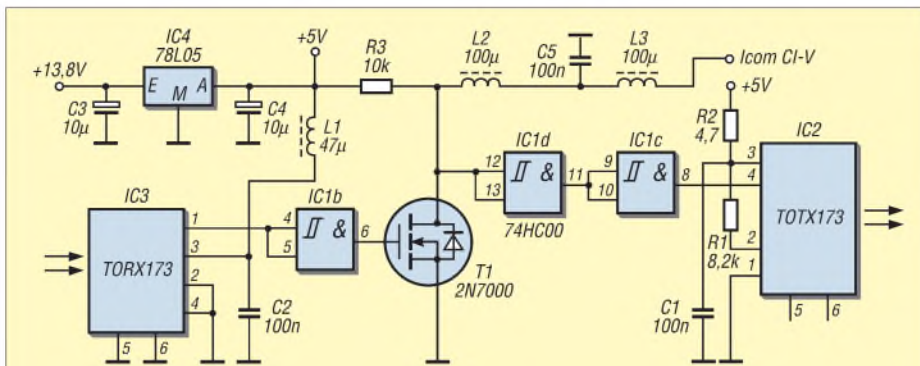 IC4
78L05
+13,8V
E
A
M
C3
10µ
C4
10µ
+5V
R3
10k
L1
47µ
L2
100µ
C5
100n
L3
100µ
Icom CI-V
+5V
R2
4,7
IC2
TOTX173
3
4
2
1
5
6
R1
8,2k
C1
100n
IC1d
12
13
&
11
74HC00
IC1c
9
10
&
8
IC3
TORX173
1
3
2
4
5
6
IC1b
4
5
&
6
T1
2N7000
C2
100n